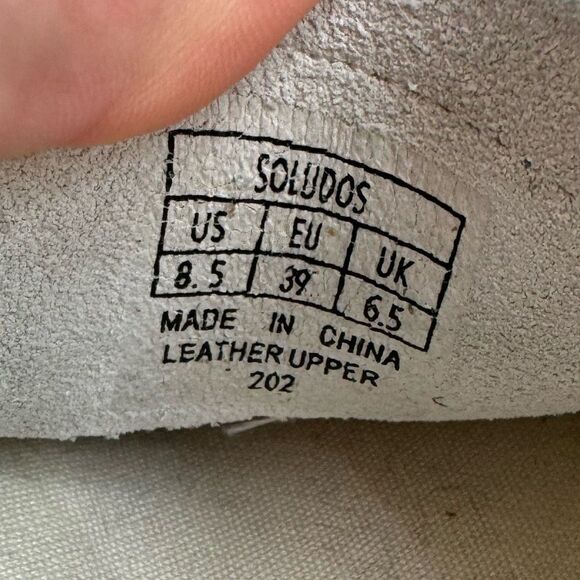 SOLUDOS
US EU UK
8.5 39 6.5
MADE IN CHINA
LEATHER UPPER
202